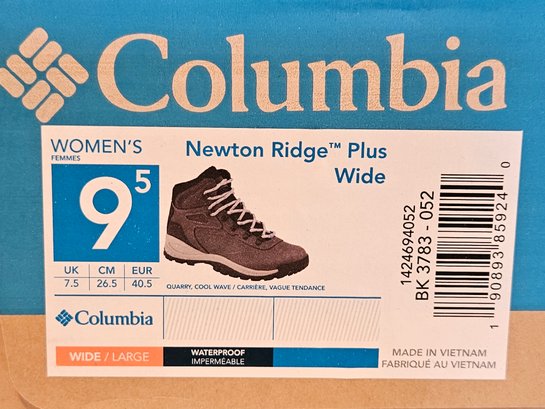 Columbia
WOMEN'S
FEMMES
9⁵
UK CM EUR
7.5 26.5 40.5
Newton Ridge™ Plus
Wide
QUARRY, COOL WAVE / CARRIÈRE, VAGUE TENDANCE
Columbia
WIDE / LARGE
WATERPROOF
IMPERMÉABLE
1424694052
BK 3783 - 052
1 90893 85924 0
MADE IN VIETNAM
FABRIQUÉ AU VIETNAM